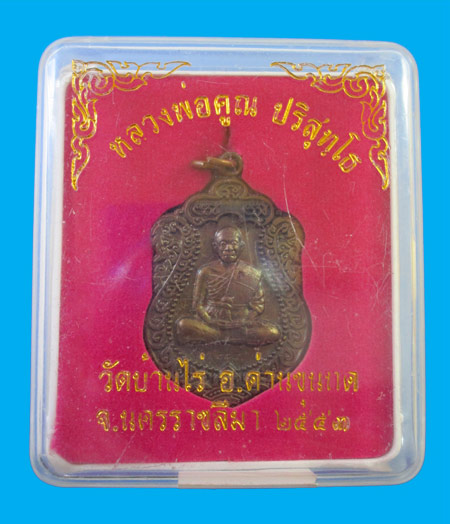 หลวงพ่อคูณ ปริสุทฺโธ
วัดบ้านไร่ อ.ด่านขุนทด
จ.นครราชสีมา ๒๕๔๓